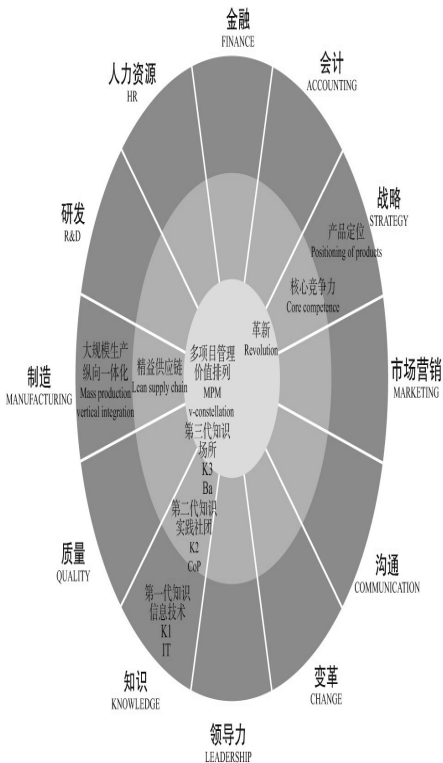 金融
FINANCE
会计
ACCOUNTING
人力资源
HR
战略
STRATEGY
研发
R&D
产品定位
Positioning of products
核心竞争力
Core competence
革新
Revolution
大规模生产
纵向一体化
Mass production
vertical integration
精益供应链
Lean supply chain
多项目管理
价值排列
MPM
v-constellation
制造
MANUFACTURING
市场营销
MARKETING
第三代知识
场所
K3
Ba
第二代知识
实践社团
K2
CoP
第一代知识
信息技术
K1
IT
质量
QUALITY
沟通
COMMUNICATION
知识
KNOWLEDGE
变革
CHANGE
领导力
LEADERSHIP